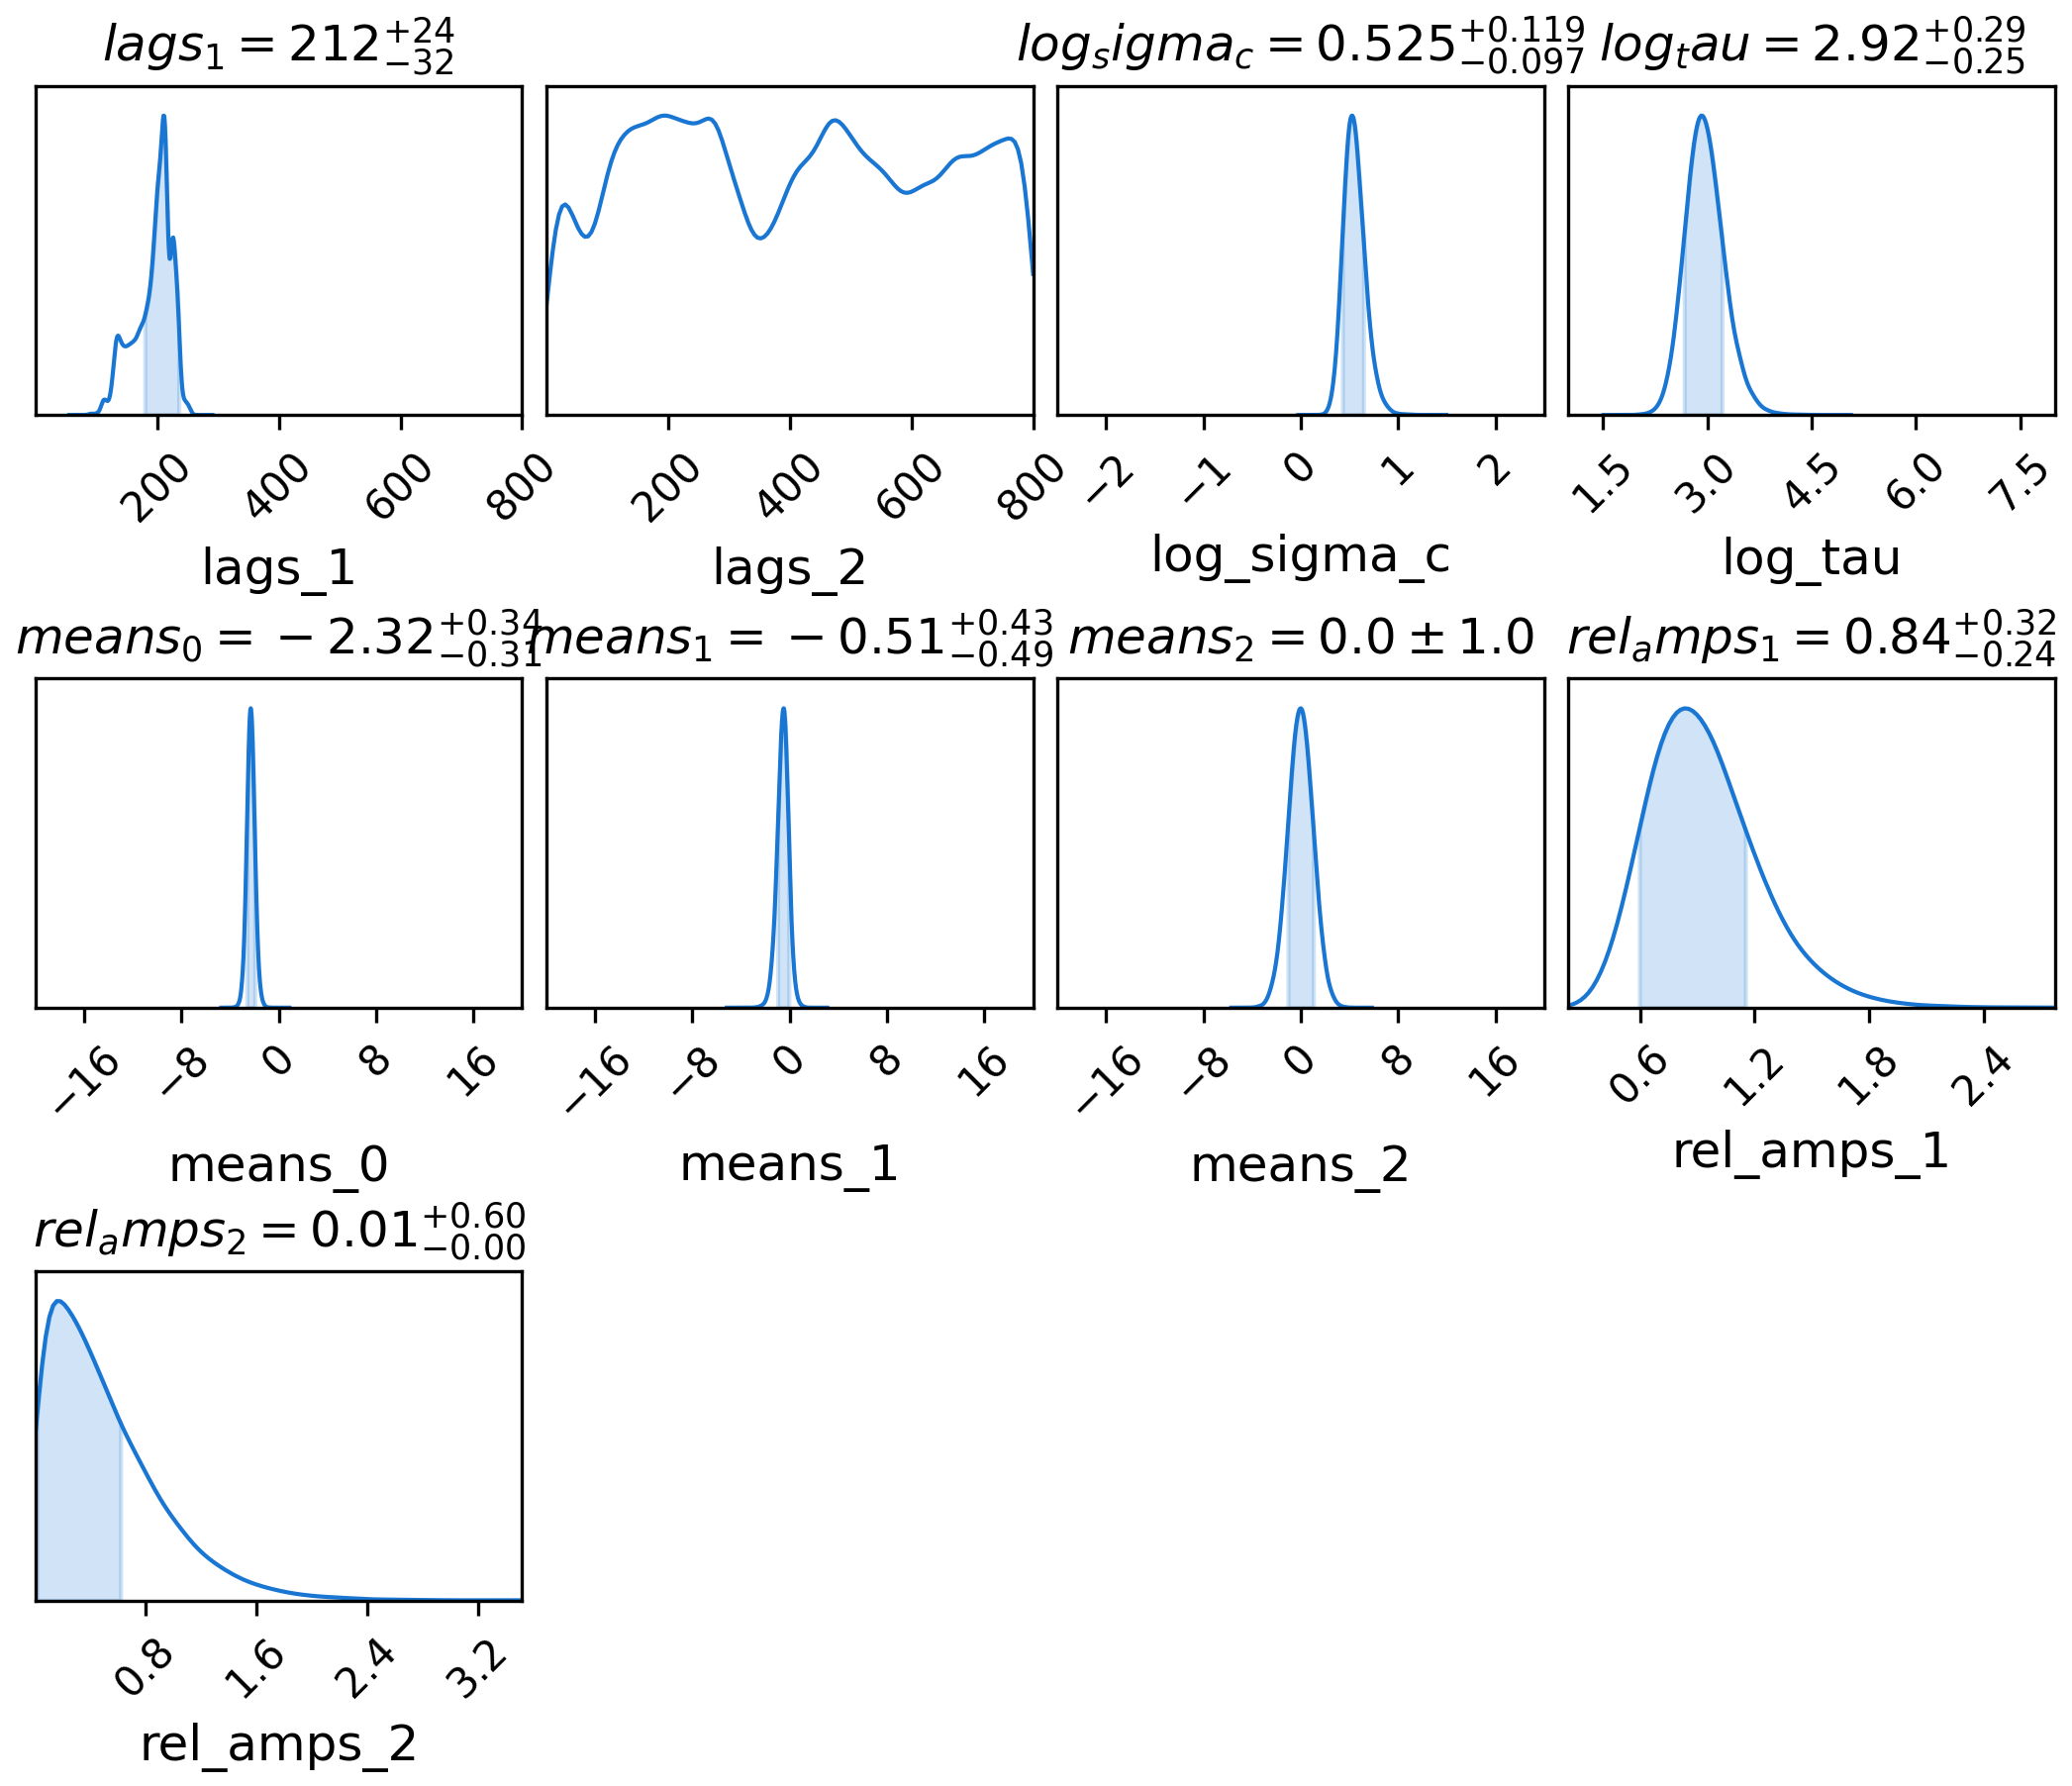 lags₁ = 212⁺²⁴₋₃₂
logₛigma_c = 0.525⁺⁰·¹¹⁹₋₀.₀₉₇
logₜau = 2.92⁺⁰·²⁹₋₀.₂₅
200 400 600 800
200 400 600 800
−2 −1 0 1 2
1.5 3.0 4.5 6.0 7.5
lags_1
lags_2
log_sigma_c
log_tau
means₀ = −2.32⁺⁰·³⁴₋₀.₃₁
means₁ = −0.51⁺⁰·⁴³₋₀.₄₉
means₂ = 0.0 ± 1.0
relₐmps₁ = 0.84⁺⁰·³²₋₀.₂₄
−16 −8 0 8 16
−16 −8 0 8 16
−16 −8 0 8 16
0.6 1.2 1.8 2.4
means_0
means_1
means_2
rel_amps_1
relₐmps₂ = 0.01⁺⁰·⁶⁰₋₀.₀₀
0.8 1.6 2.4 3.2
rel_amps_2